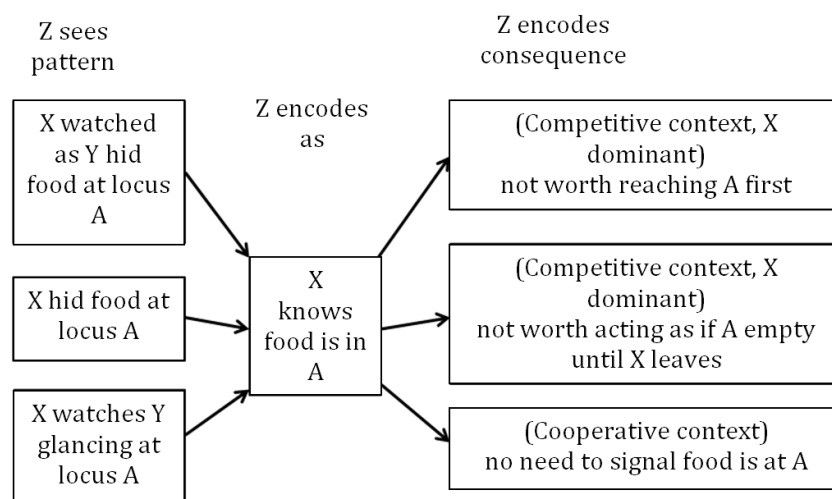 Z sees
pattern
Z encodes
as
Z encodes
consequence
X watched
as Y hid
food at locus
A
X hid food at
locus A
X watches Y
glancing at
locus A
X
knows
food is in
A
(Competitive context, X
dominant)
not worth reaching A first
(Competitive context, X
dominant)
not worth acting as if A empty
until X leaves
(Cooperative context)
no need to signal food is at A